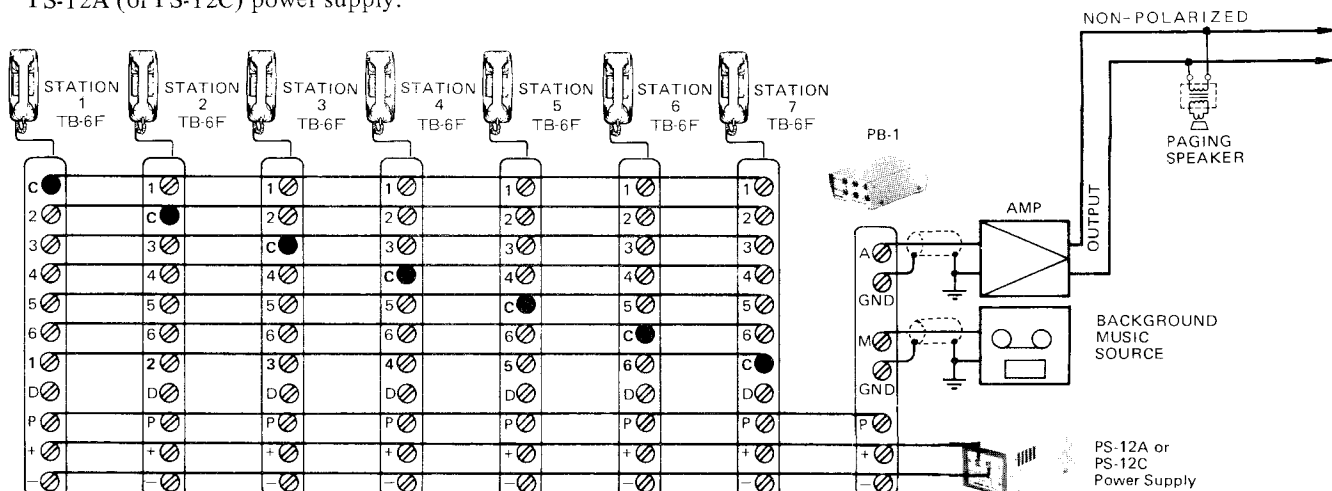 PS-12A (or PS-12C) power supply.
NON-POLARIZED
STATION 1 TB-6F
STATION 2 TB-6F
STATION 3 TB-6F
STATION 4 TB-6F
STATION 5 TB-6F
STATION 6 TB-6F
STATION 7 TB-6F
PB-1
PAGING
SPEAKER
AMP
OUTPUT
C 1 1 1 1 1 1
2 C 2 2 2 2 2
3 3 C 3 3 3 3 A
4 4 4 C 4 4 4 GND
5 5 5 5 C 5 5
6 6 6 6 6 C 6 M
1 2 3 4 5 6 C GND
D D D D D D D
P P P P P P P P
+ + + + + + + +
− − − − − − − −
BACKGROUND
MUSIC
SOURCE
PS-12A or
PS-12C
Power Supply